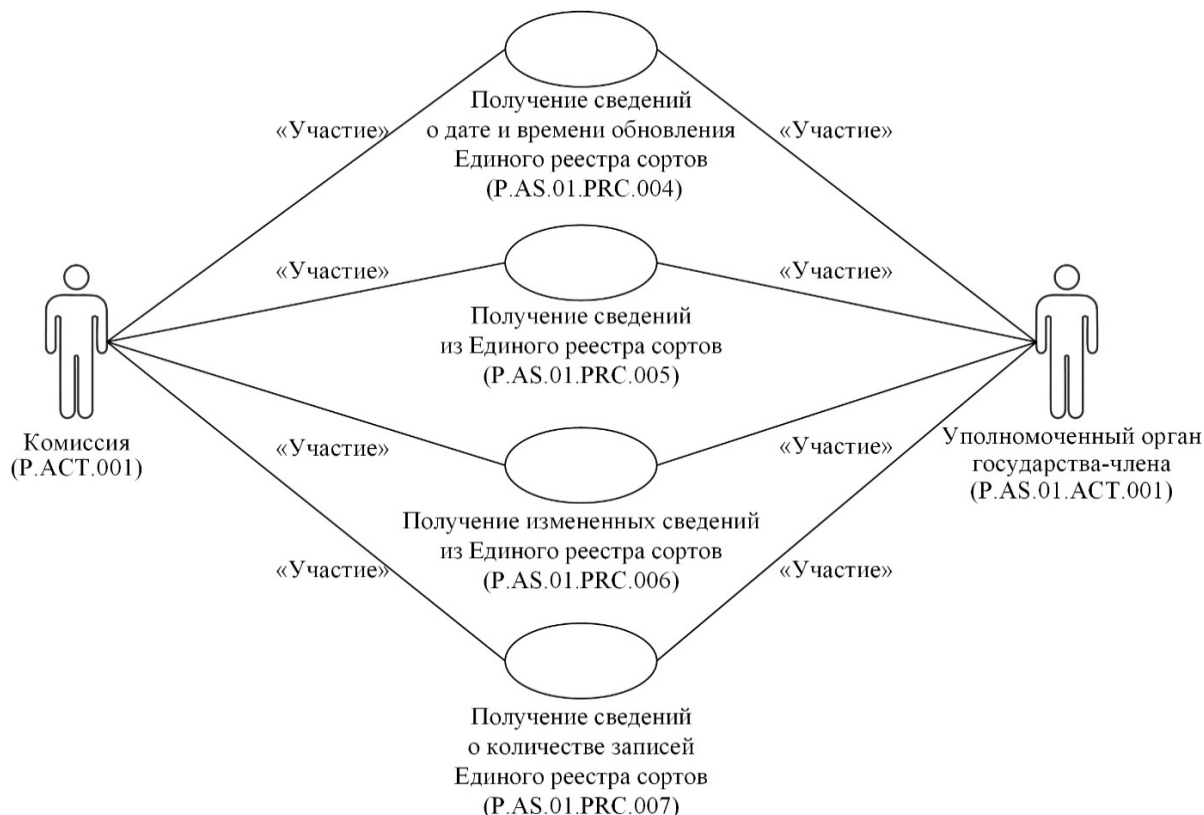 Получение сведений
о дате и времени обновления
Единого реестра сортов
(P.AS.01.PRC.004)
«Участие»
«Участие»
Получение сведений
из Единого реестра сортов
(P.AS.01.PRC.005)
«Участие»
«Участие»
Комиссия
(P.ACT.001)
Уполномоченный орган
государства-члена
(P.AS.01.ACT.001)
«Участие»
«Участие»
Получение измененных сведений
из Единого реестра сортов
(P.AS.01.PRC.006)
«Участие»
«Участие»
Получение сведений
о количестве записей
Единого реестра сортов
(P.AS.01.PRC.007)